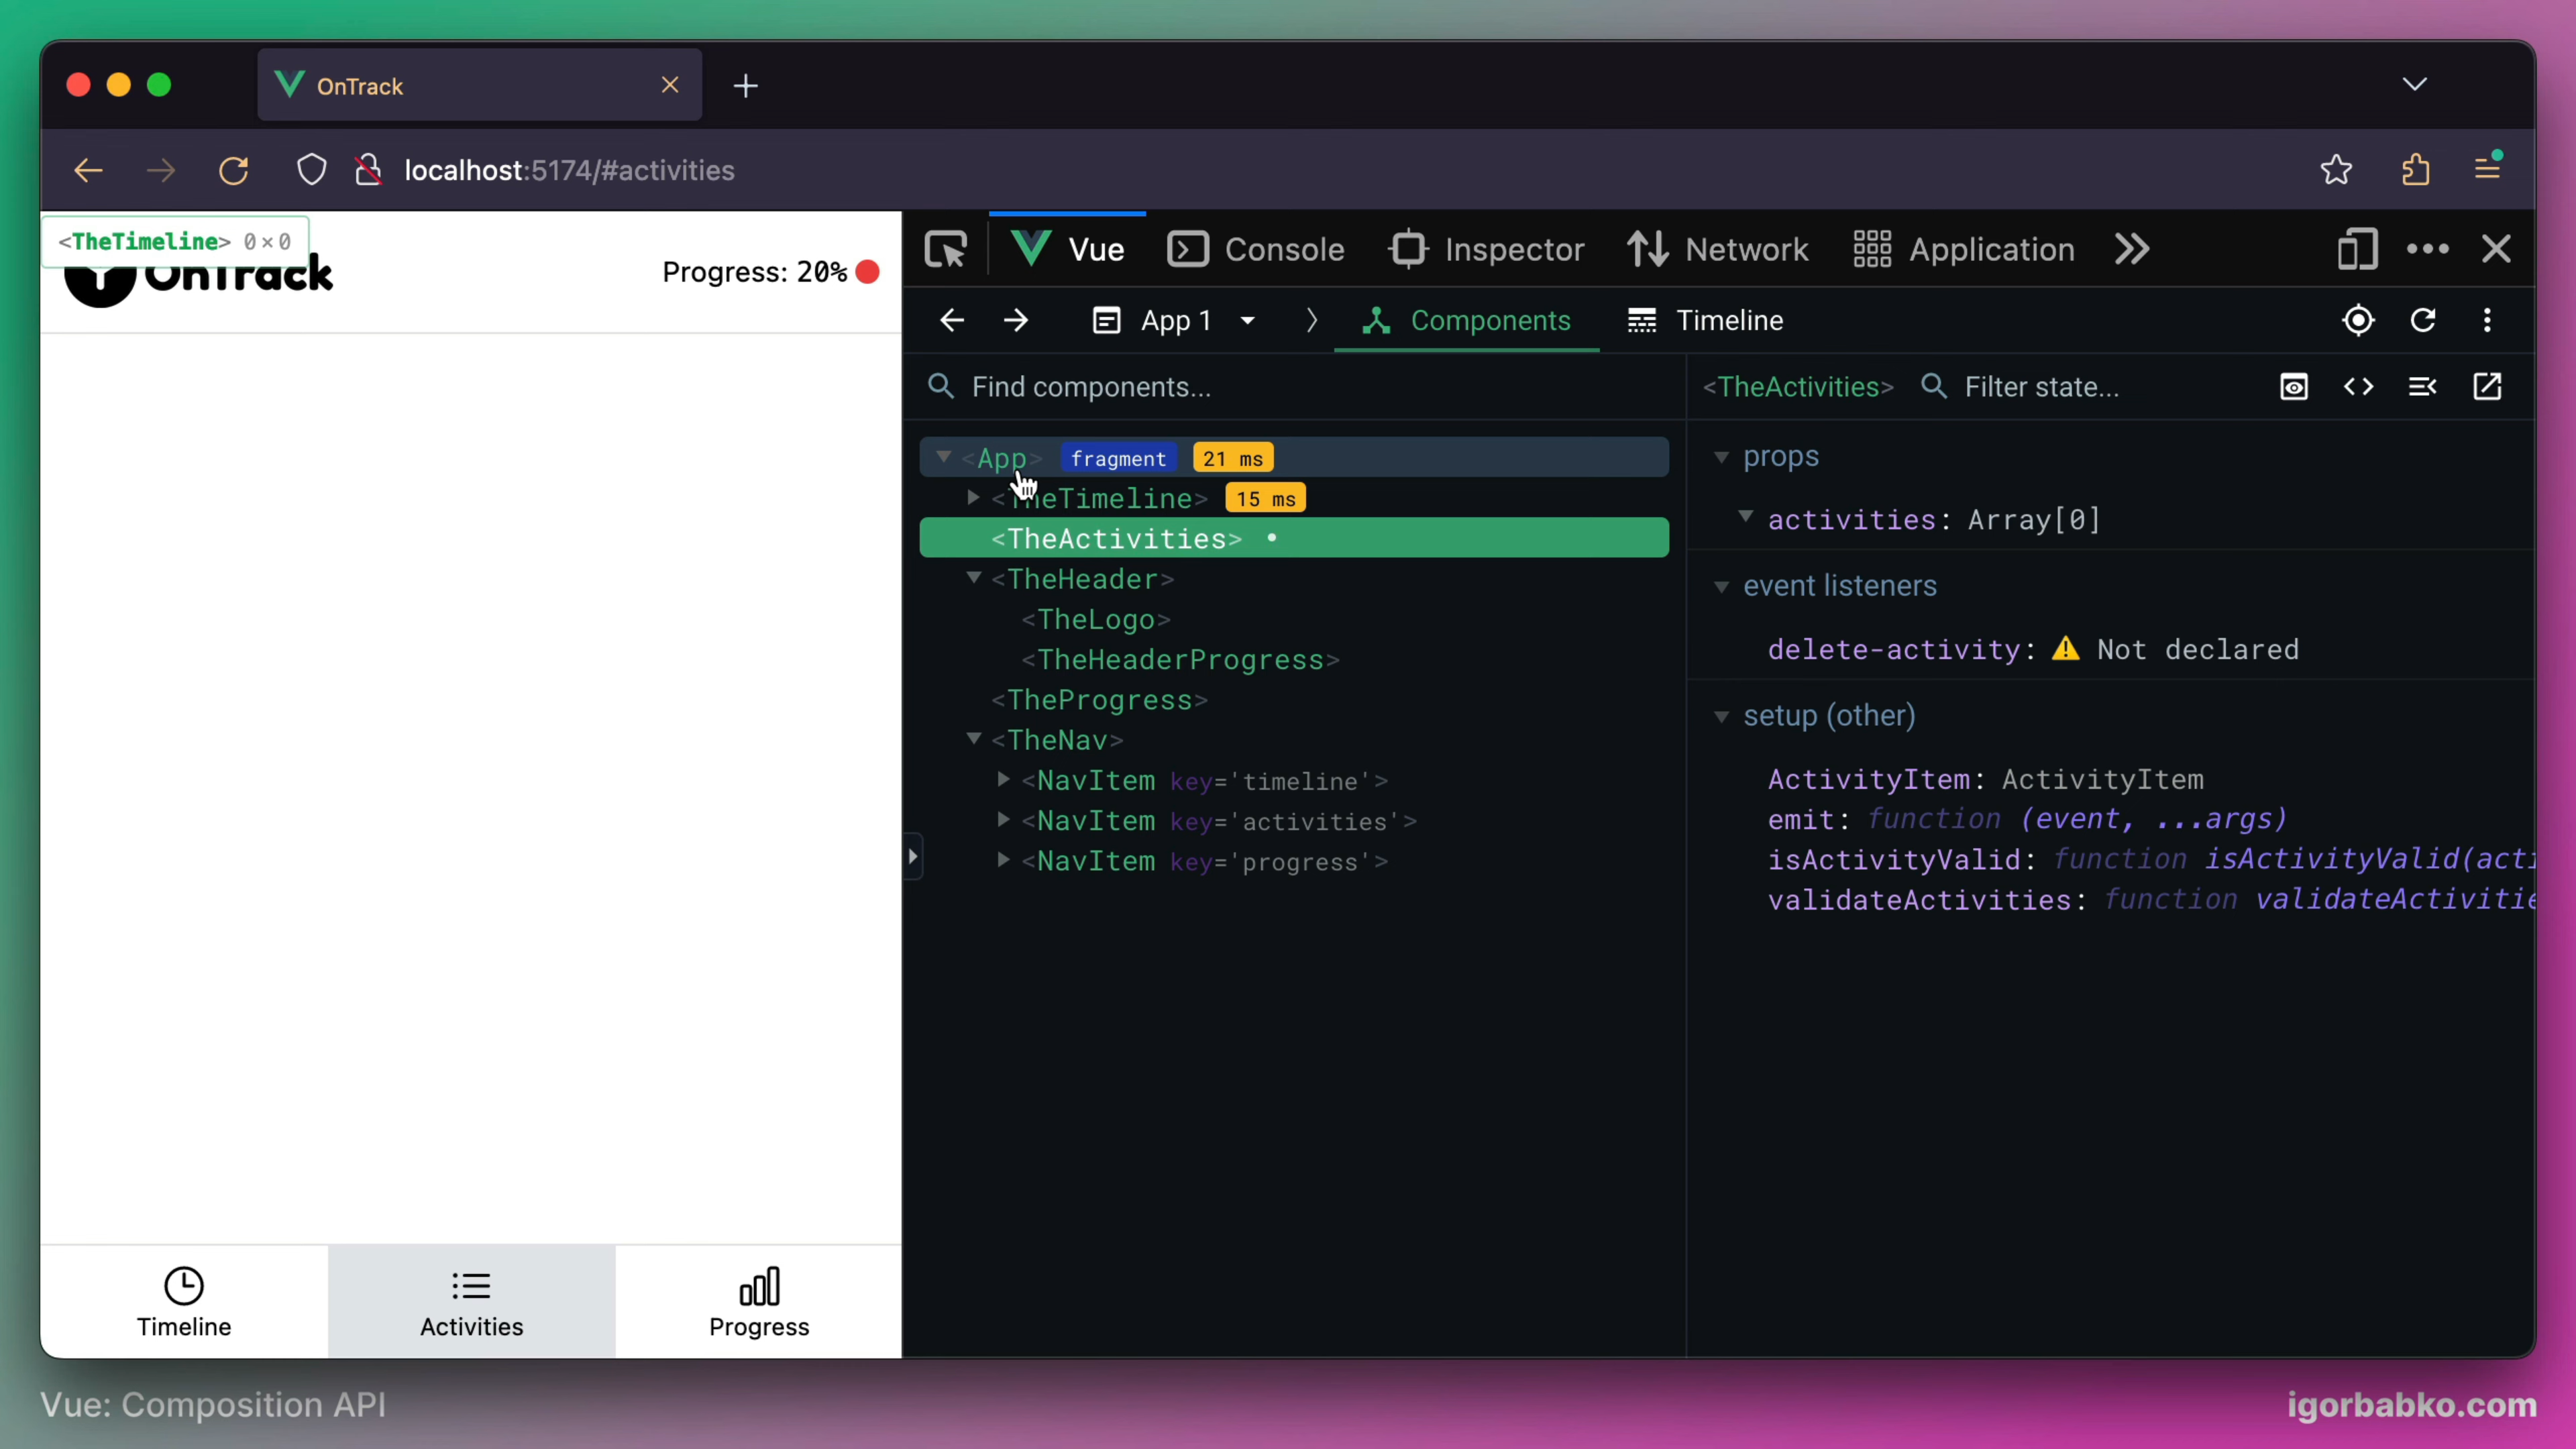 OnTrack
localhost:5174/#activities
<TheTimeline> 0 × 0
OnTrack
Progress: 20%
Vue
Console
Inspector
Network
Application
App 1
Components
Timeline
Find components...
<TheActivities>
Filter state...
<App> fragment 21 ms
<TheTimeline> 15 ms
<TheActivities>
<TheHeader>
<TheLogo>
<TheHeaderProgress>
<TheProgress>
<TheNav>
<NavItem key='timeline'>
<NavItem key='activities'>
<NavItem key='progress'>
props
activities: Array[0]
event listeners
delete-activity: ⚠ Not declared
setup (other)
ActivityItem: ActivityItem
emit: function (event, ...args)
isActivityValid: function isActivityValid(acti
validateActivities: function validateActivitie
Timeline
Activities
Progress
Vue: Composition API
igorbabko.com